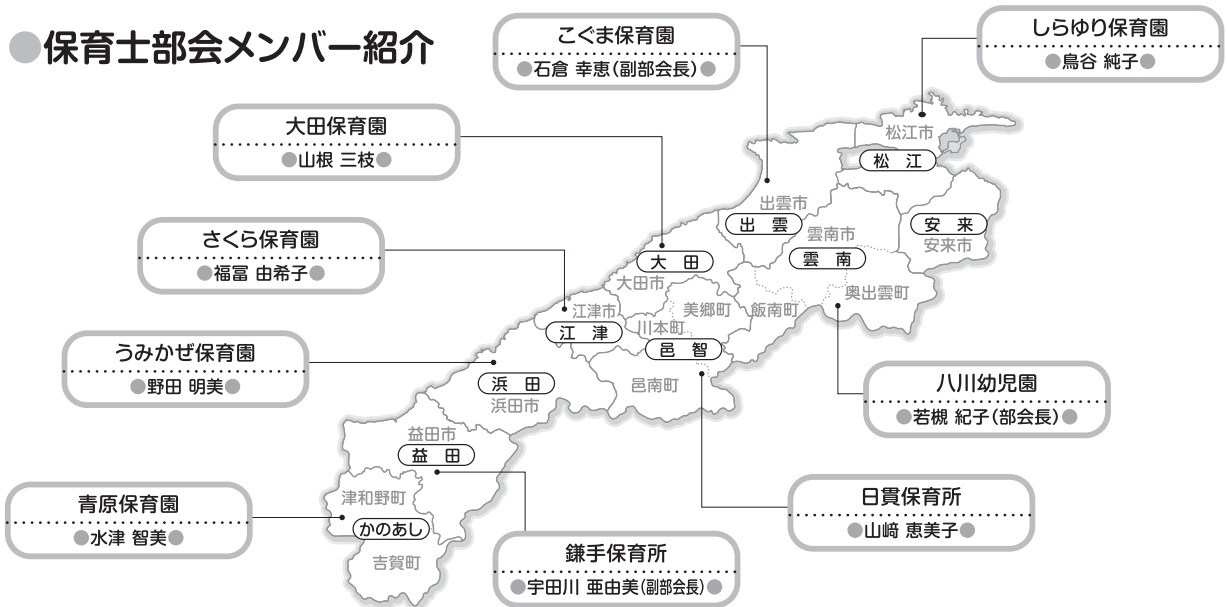 ●保育士部会メンバー紹介
こぐま保育園
●石倉 幸恵(副部会長)●
しらゆり保育園
●鳥谷 純子●
大田保育園
●山根 三枝●
さくら保育園
●福冨 由希子●
うみかぜ保育園
●野田 明美●
青原保育園
●水津 智美●
鎌手保育所
●宇田川 亜由美(副部会長)●
日貫保育所
●山﨑 恵美子●
八川幼児園
●若槻 紀子(部会長)●
松江市
松 江
出雲市
出 雲
安 来
安来市
雲南市
雲 南
奥出雲町
大 田
大田市
美郷町
飯南町
江津市
江 津
川本町
邑 智
邑南町
浜 田
浜田市
益田市
益 田
津和野町
かのあし
吉賀町